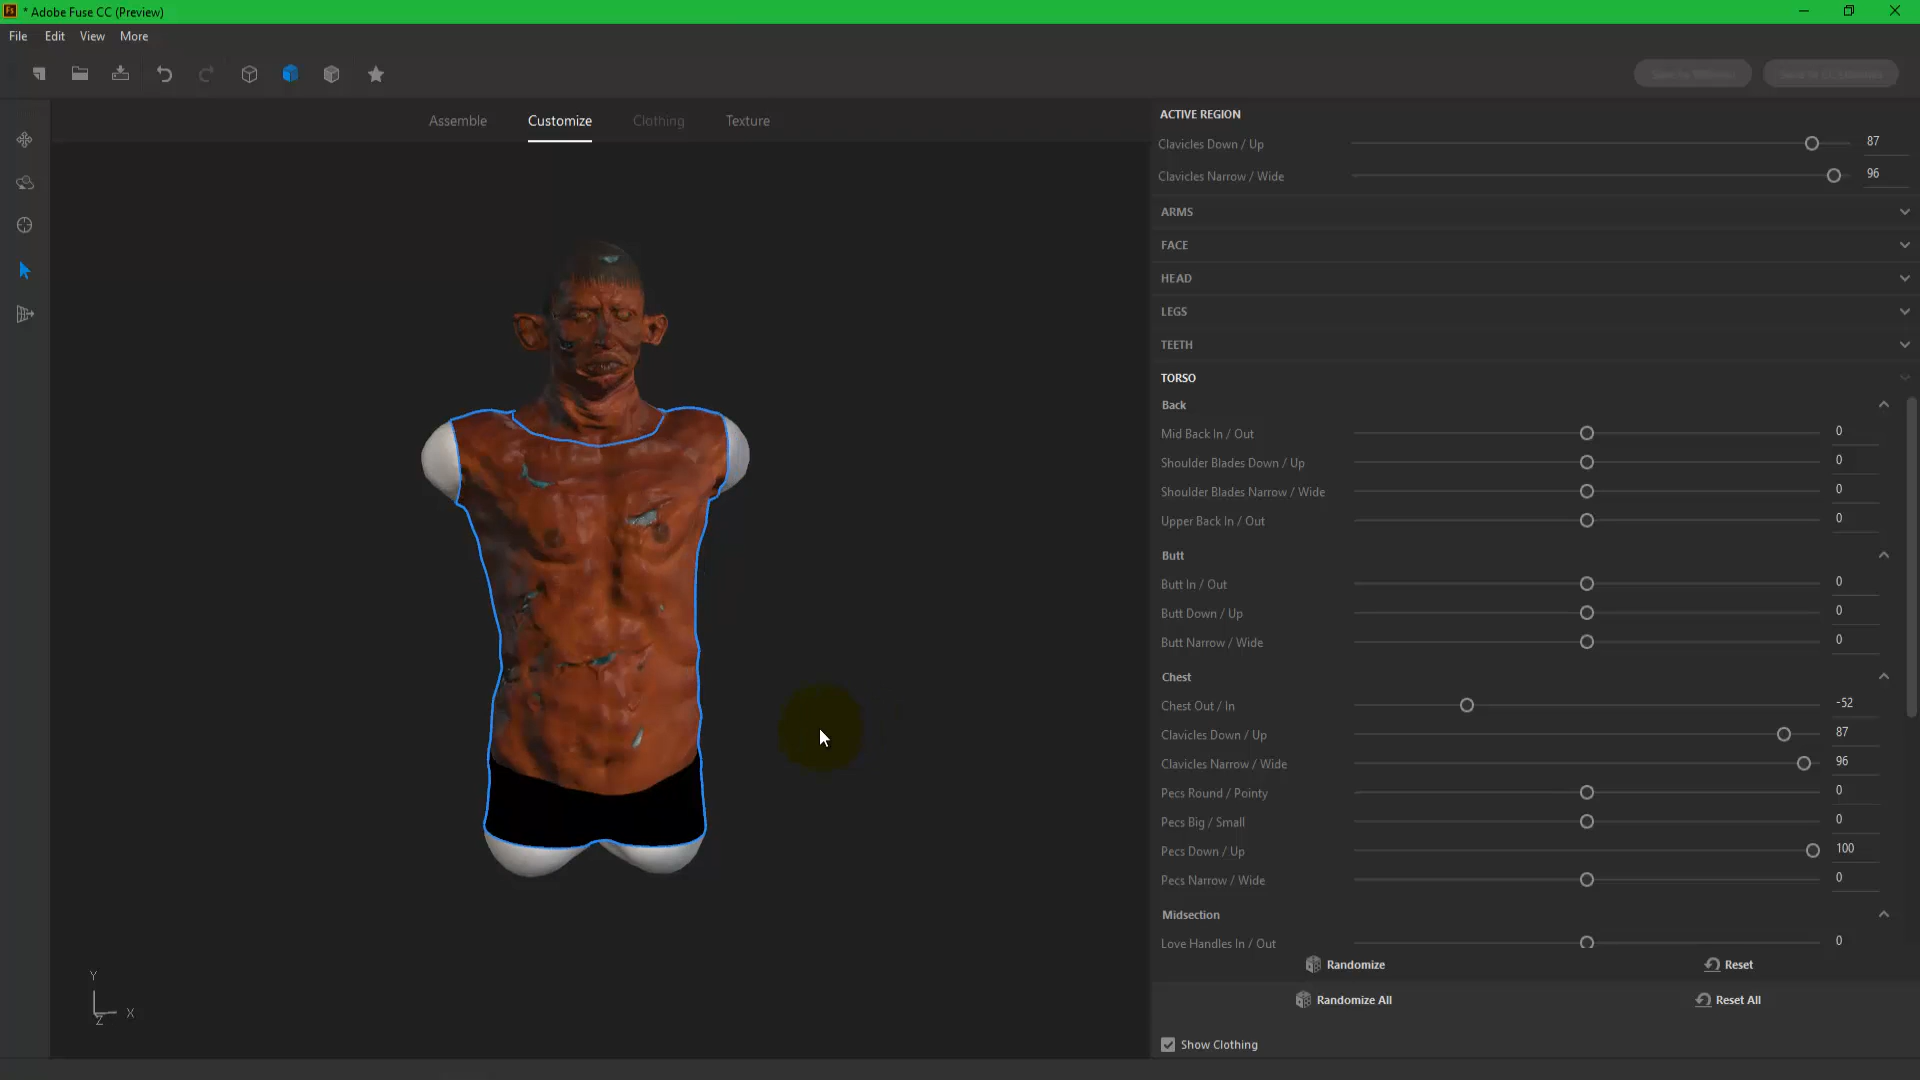 Fs * Adobe Fuse CC (Preview)
File Edit View More
Assemble Customize Clothing Texture
ACTIVE REGION
Clavicles Down / Up 87
Clavicles Narrow / Wide 96
ARMS
FACE
HEAD
LEGS
TEETH
TORSO
Back
Mid Back In / Out 0
Shoulder Blades Down / Up 0
Shoulder Blades Narrow / Wide 0
Upper Back In / Out 0
Butt
Butt In / Out 0
Butt Down / Up 0
Butt Narrow / Wide 0
Chest
Chest Out / In -52
Clavicles Down / Up 87
Clavicles Narrow / Wide 96
Pecs Round / Pointy 0
Pecs Big / Small 0
Pecs Down / Up 100
Pecs Narrow / Wide 0
Midsection
Love Handles In / Out 0
Randomize Reset
Randomize All Reset All
Show Clothing
Y
X
Z